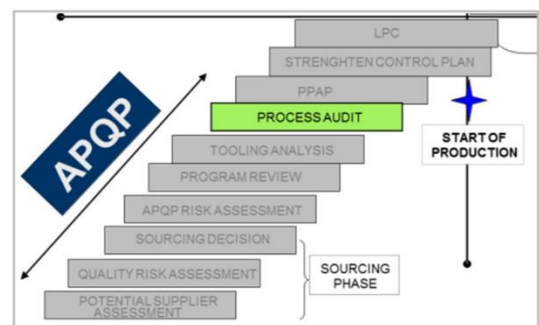 LPC
STRENGHTEN CONTROL PLAN
PPAP
PROCESS AUDIT
APQP
START OF
PRODUCTION
TOOLING ANALYSIS
PROGRAM REVIEW
APQP RISK ASSESSMENT
SOURCING DECISION
SOURCING
PHASE
QUALITY RISK ASSESSMENT
POTENTIAL SUPPLIER
ASSESSMENT